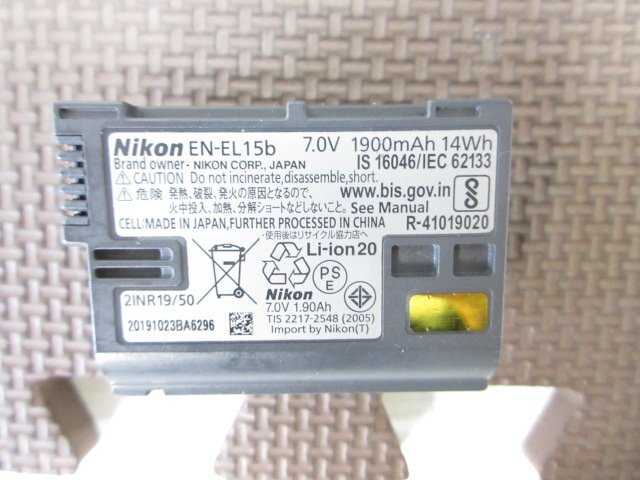 Nikon EN-EL15b 7.0V 1900mAh 14Wh
Brand owner- NIKON CORP., JAPAN IS 16046/IEC 62133
CAUTION Do not incinerate,disassemble,short.
危険 発熱、破裂、発火の原因となるので、 www.bis.gov.in S
火中投入、加熱、分解ショートなどしないこと。 See Manual
CELL:MADE IN JAPAN,FURTHER PROCESSED IN CHINA R-41019020
・使用後はリサイクル協力店へ
Li-ion20
PS E
2INR19/50
Nikon
7.0V 1.90Ah
20191023BA6296
TIS 2217-2548 (2005)
Import by Nikon(T)